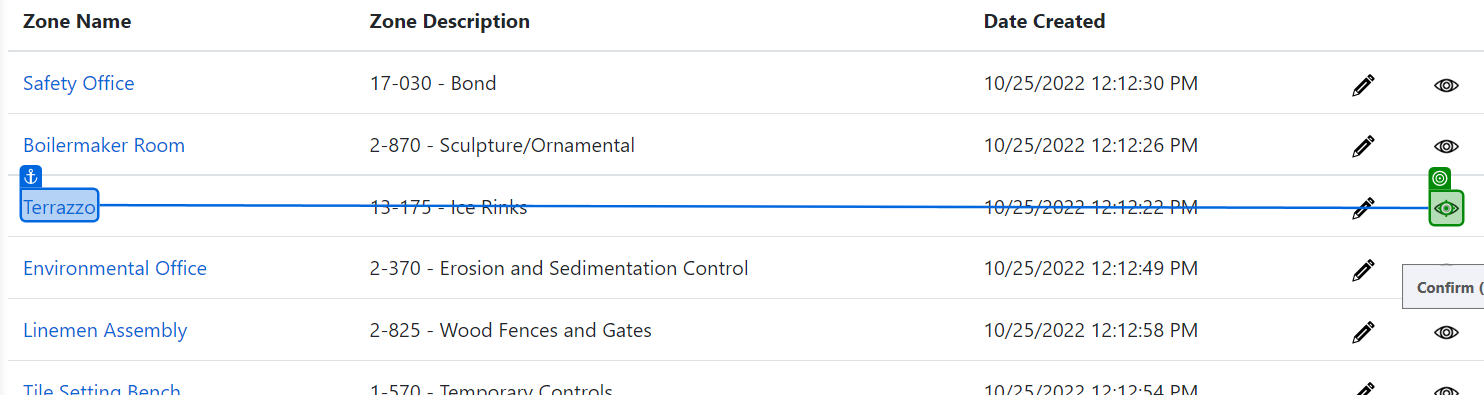 Zone Name Zone Description Date Created
Safety Office 17-030 - Bond 10/25/2022 12:12:30 PM
Boilermaker Room 2-870 - Sculpture/Ornamental 10/25/2022 12:12:26 PM
Terrazzo 13-175 - Ice Rinks 10/25/2022 12:12:22 PM
Environmental Office 2-370 - Erosion and Sedimentation Control 10/25/2022 12:12:49 PM
Confirm (
Linemen Assembly 2-825 - Wood Fences and Gates 10/25/2022 12:12:58 PM
Tile Setting Bench 1-570 - Temporary Controls 10/25/2022 12:12:54 PM